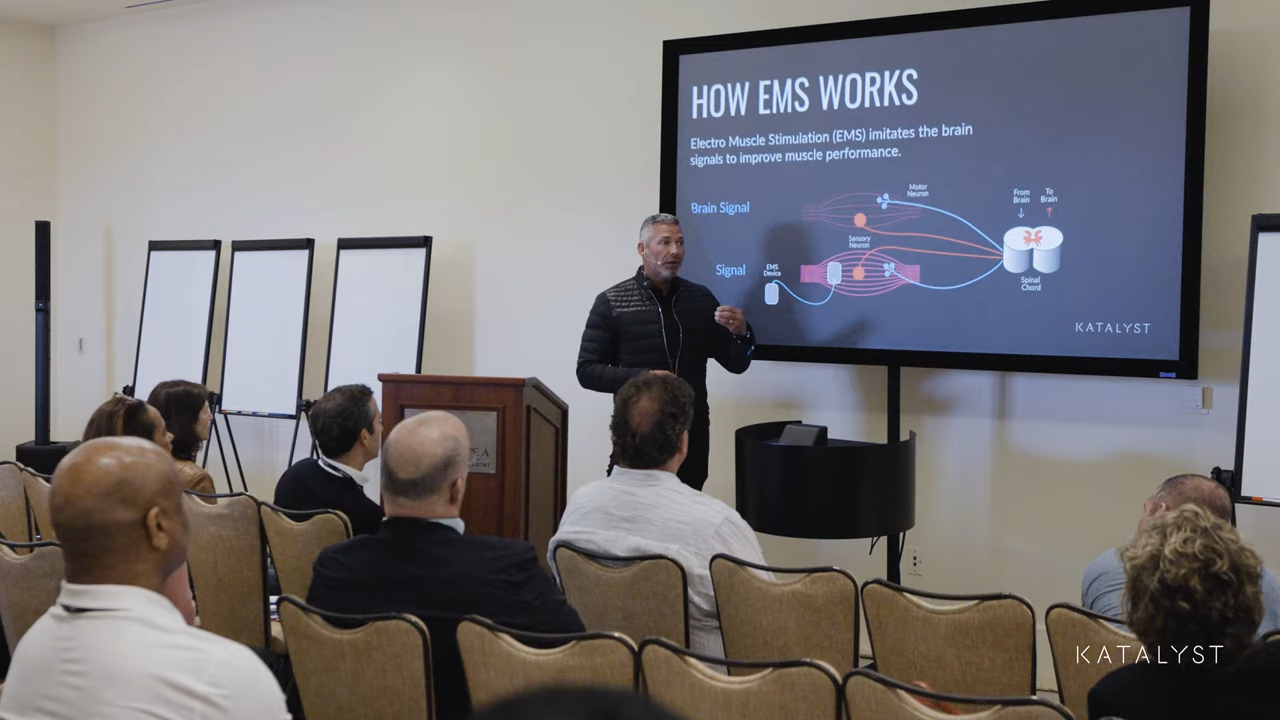 HOW EMS WORKS
Electro Muscle Stimulation (EMS) imitates the brain
signals to improve muscle performance.
Brain Signal
Motor
Neuron
From
Brain
To
Brain
Sensory
Neuron
Signal
EMS
Device
Spinal
Chord
KATALYST
KATALYST